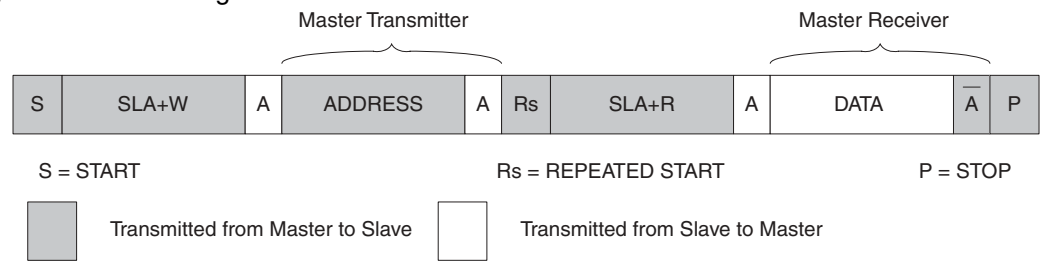 Master Transmitter Master Receiver
S SLA+W A ADDRESS A Rs SLA+R A DATA A̅ P
S = START Rs = REPEATED START P = STOP
Transmitted from Master to Slave Transmitted from Slave to Master